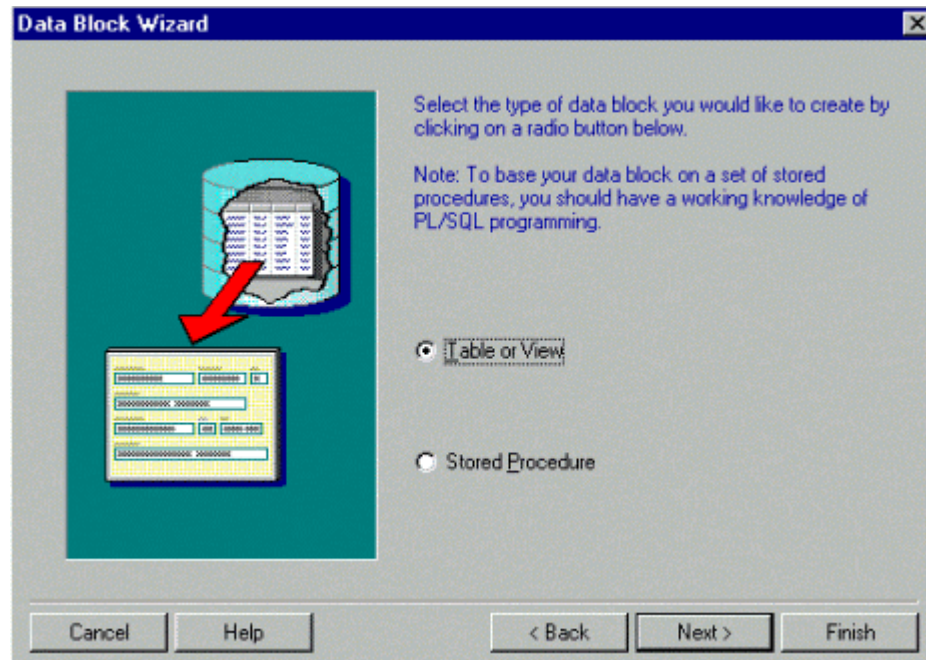 Data Block Wizard
Select the type of data block you would like to create by
clicking on a radio button below.
Note: To base your data block on a set of stored
procedures, you should have a working knowledge of
PL/SQL programming.
Table or View
Stored Procedure
Cancel
Help
< Back
Next >
Finish